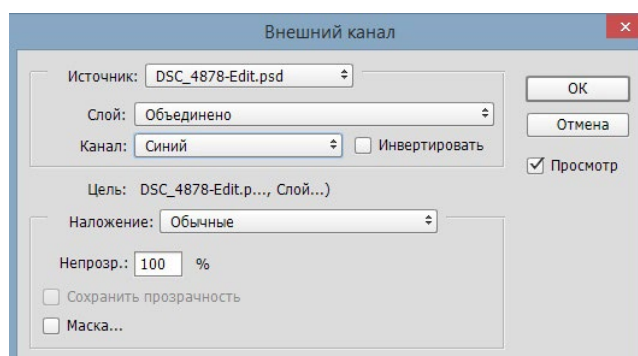 Внешний канал
Источник: DSC_4878-Edit.psd
OK
Слой: Объединено
Отмена
Канал: Синий
Инвертировать
Просмотр
Цель: DSC_4878-Edit.p..., Слой...)
Наложение: Обычные
Непрозр.: 100 %
Сохранить прозрачность
Маска...